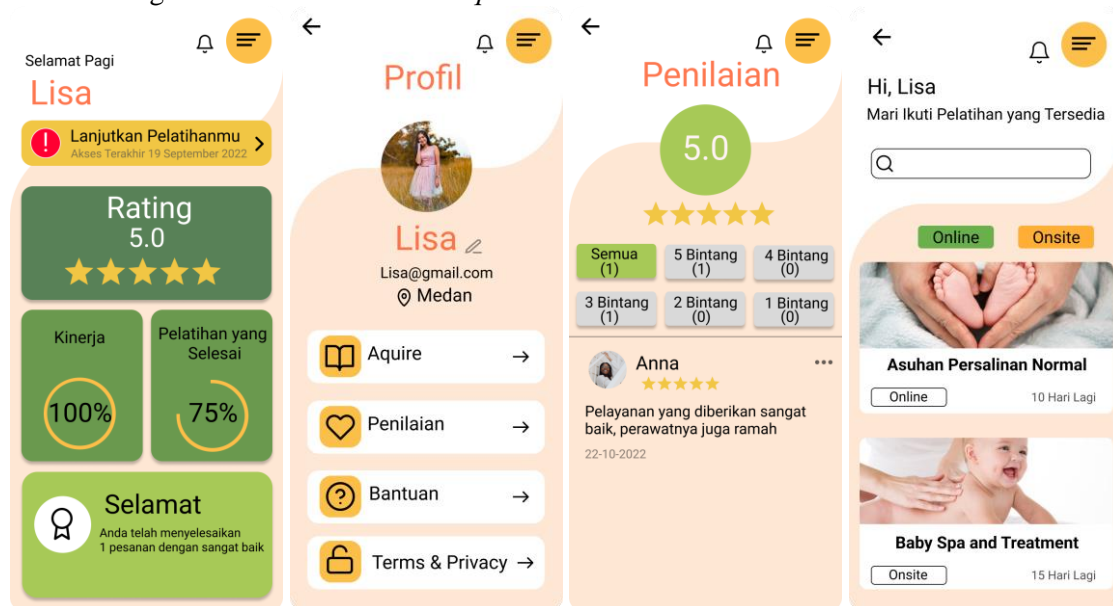 Selamat Pagi
Lisa
Lanjutkan Pelatihanmu
Akses Terakhir 19 September 2022
Rating
5.0
Kinerja
100%
Pelatihan yang
Selesai
75%
Selamat
Anda telah menyelesaikan
1 pesanan dengan sangat baik
Profil
Lisa
Lisa@gmail.com
Medan
Aquire
Penilaian
Bantuan
Terms & Privacy
Penilaian
5.0
Semua
(1)
5 Bintang
(1)
4 Bintang
(0)
3 Bintang
(1)
2 Bintang
(0)
1 Bintang
(0)
Anna
Pelayanan yang diberikan sangat
baik, perawatnya juga ramah
22-10-2022
Hi, Lisa
Mari Ikuti Pelatihan yang Tersedia
Online
Onsite
Asuhan Persalinan Normal
Online
10 Hari Lagi
Baby Spa and Treatment
Onsite
15 Hari Lagi